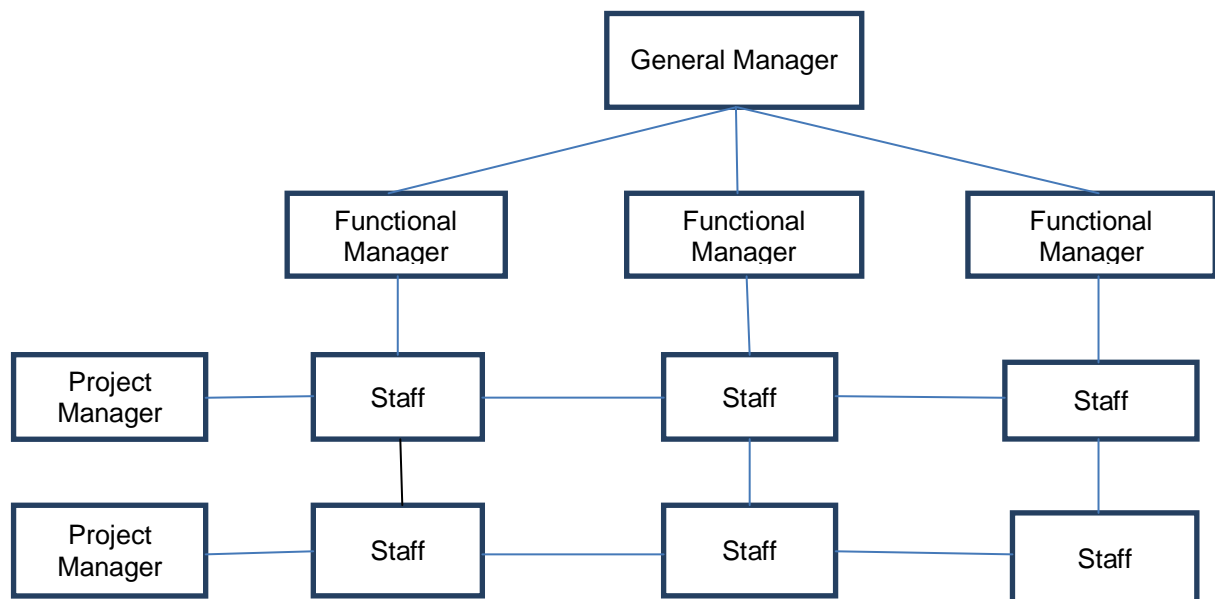 General Manager
Functional
Manager
Functional
Manager
Functional
Manager
Project
Manager
Staff
Staff
Staff
Project
Manager
Staff
Staff
Staff